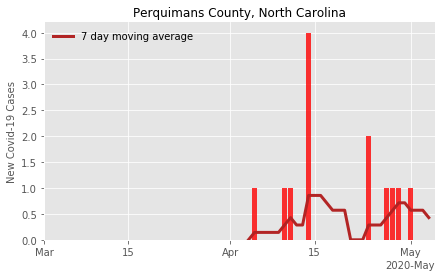 Perquimans County, North Carolina
7 day moving average
New Covid-19 Cases
4.0
3.5
3.0
2.5
2.0
1.5
1.0
0.5
0.0
Mar 15 Apr 15 May
2020-May